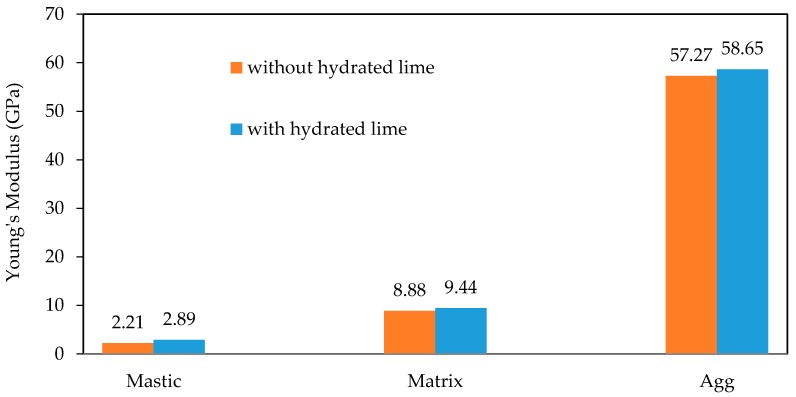 70
60
50
40
30
20
10
0
Young's Modulus (GPa)
without hydrated lime
with hydrated lime
2.21 2.89
8.88 9.44
57.27 58.65
Mastic Matrix Agg